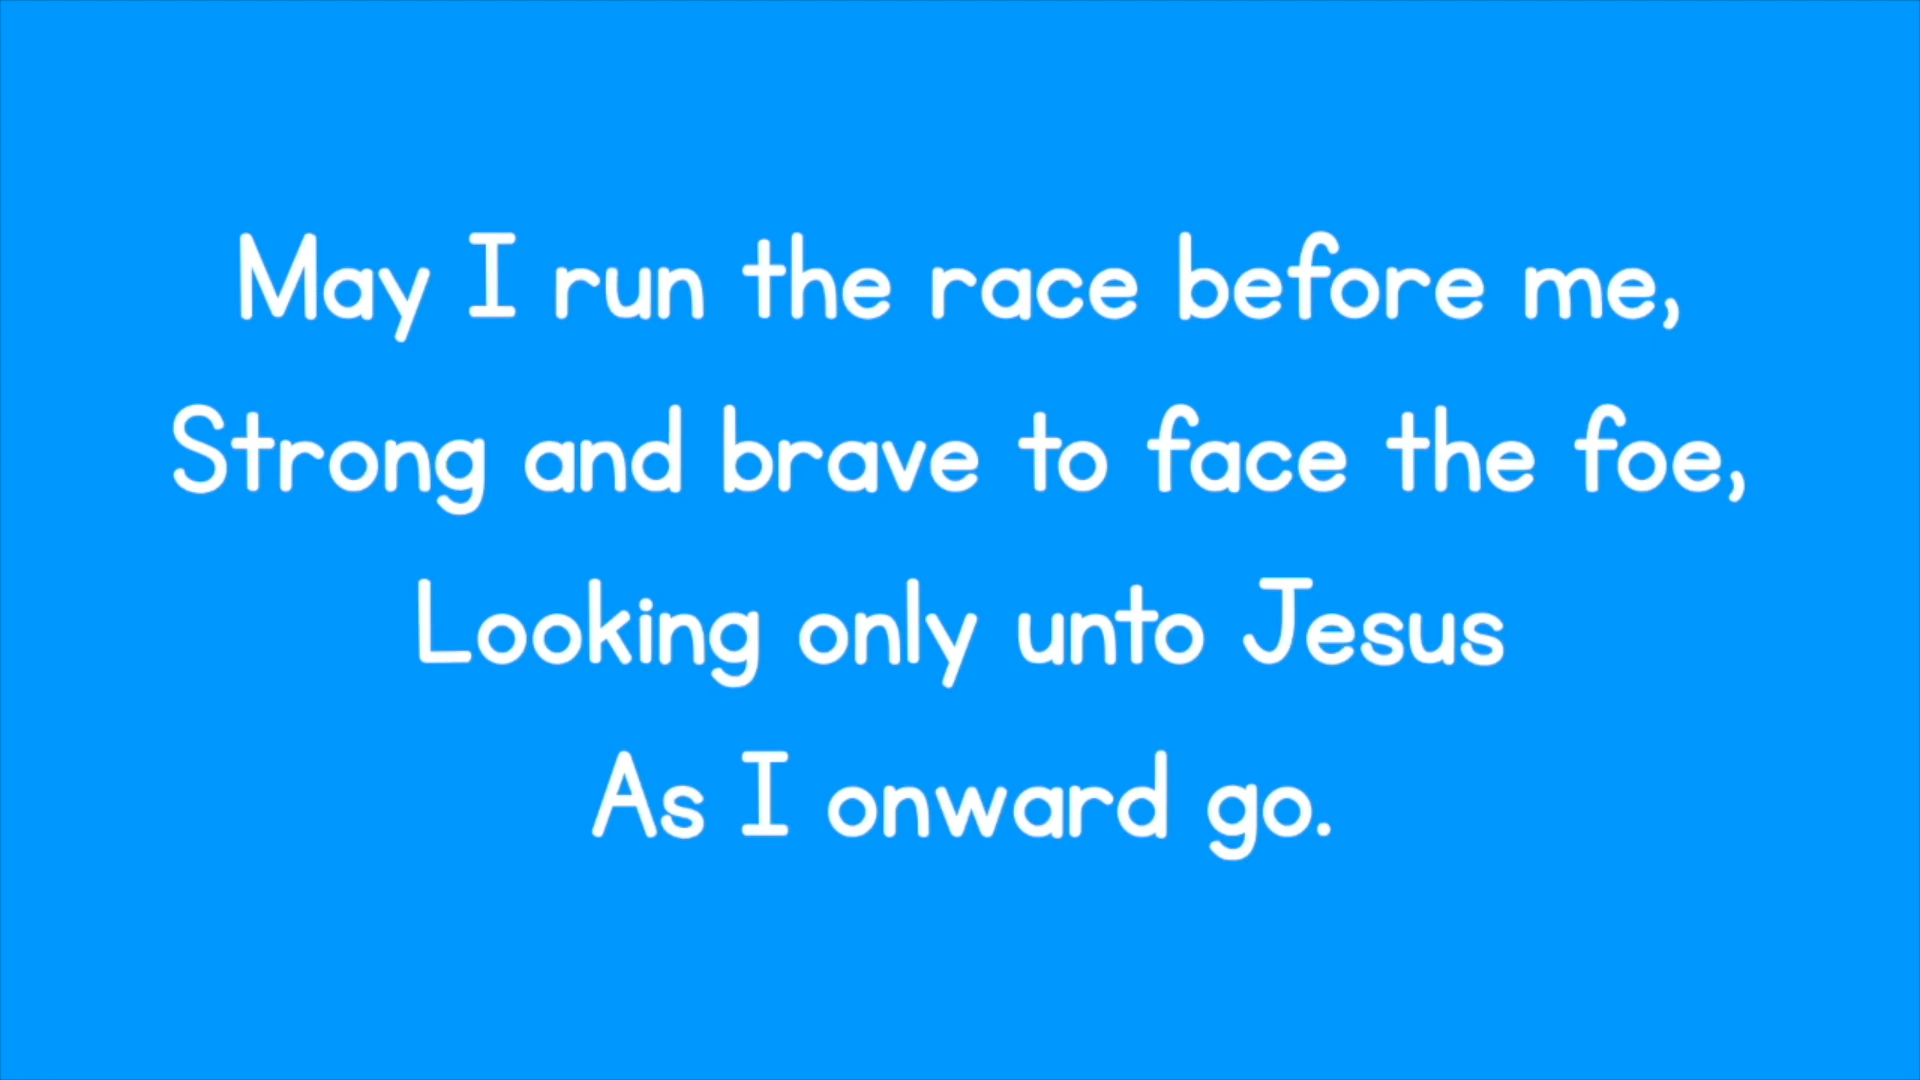 May I run the race before me,
Strong and brave to face the foe,
Looking only unto Jesus
As I onward go.